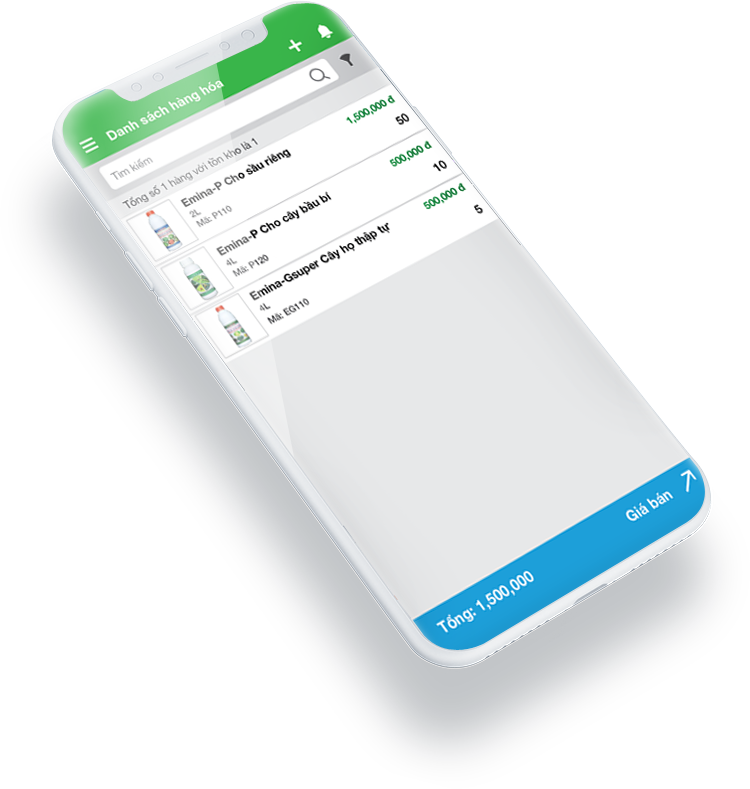 Danh sách hàng hóa
Tìm kiếm
Tổng số 1 hàng với tồn kho là 1
Emina-P Cho sầu riêng
1,500,000 đ
2L
50
Mã: P110
Emina-P Cho cây bầu bí
500,000 đ
4L
10
Mã: P120
Emina-Gsuper Cây họ thập tự
500,000 đ
4L
5
Mã: EG110
Giá bán
Tổng: 1,500,000